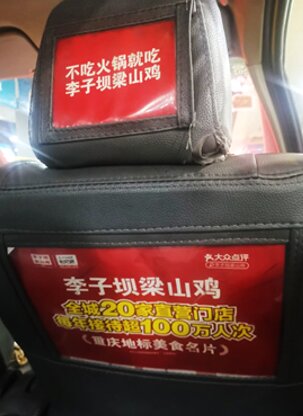 不吃火锅就吃
李子坝梁山鸡
大众点评
李子坝梁山鸡
全城20家直营门店
每年接待超100万人次
（重庆地标美食名片）